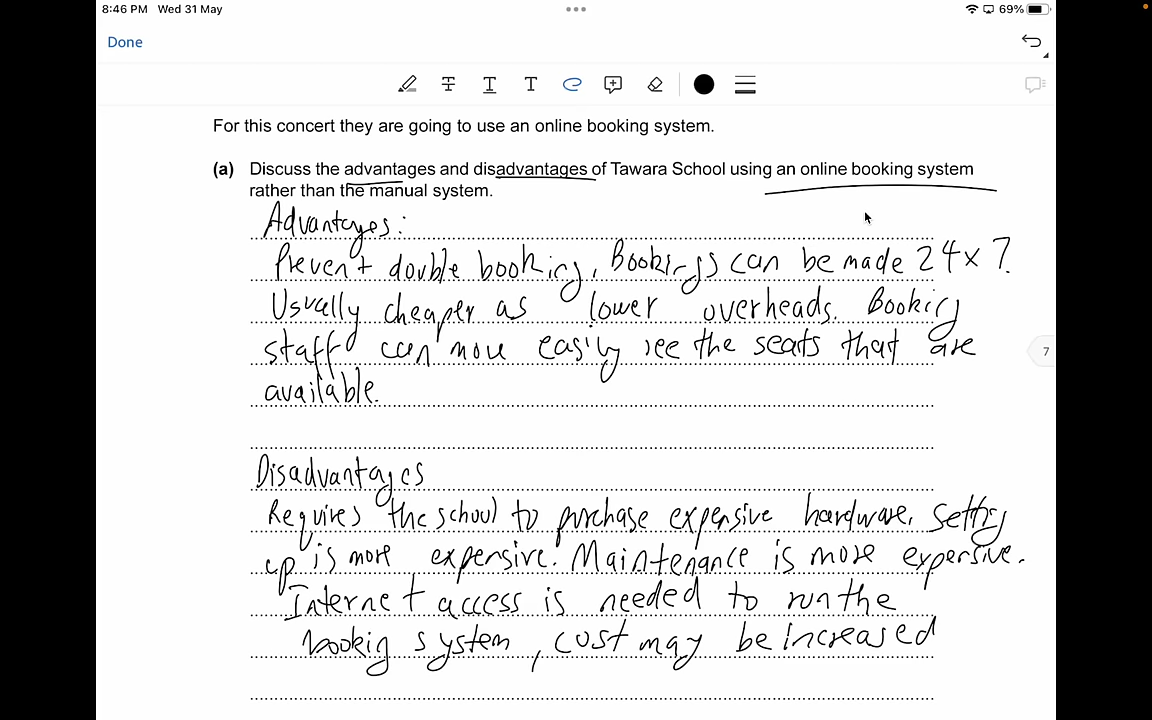 8:46 PM Wed 31 May
69%
Done
For this concert they are going to use an online booking system.
(a) Discuss the advantages and disadvantages of Tawara School using an online booking system
rather than the manual system.
Advantages:
Prevent double booking, Bookings can be made 24x7.
Usually cheaper as lower overheads. Booking
staff can more easily see the seats that are
available.
7
Disadvantages
Requires the school to purchase expensive hardware. Setting
up is more expensive. Maintenance is more expensive.
Internet access is needed to run the
bookig system, cost may be increased